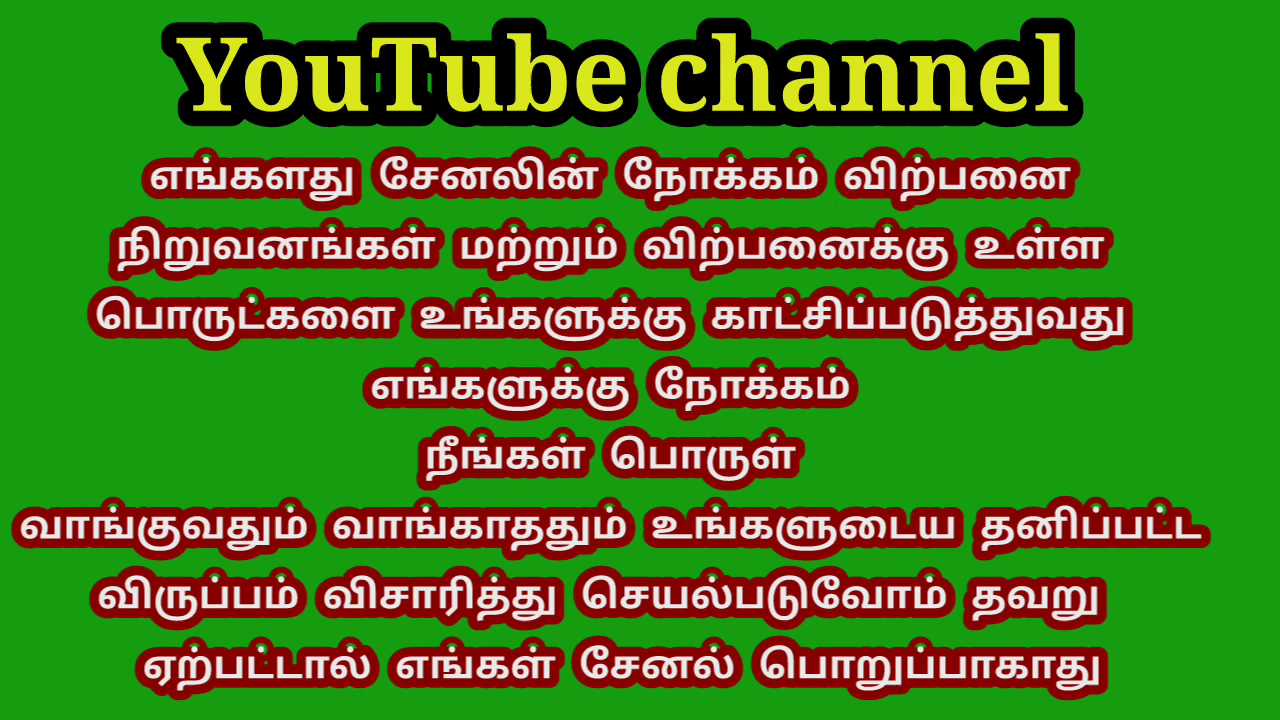 YouTube channel
எங்களது சேனலின் நோக்கம் விற்பனை
நிறுவனங்கள் மற்றும் விற்பனைக்கு உள்ள
பொருட்களை உங்களுக்கு காட்சிப்படுத்துவது
எங்களுக்கு நோக்கம்
நீங்கள் பொருள்
வாங்குவதும் வாங்காததும் உங்களுடைய தனிப்பட்ட
விருப்பம் விசாரித்து செயல்படுவோம் தவறு
ஏற்பட்டால் எங்கள் சேனல் பொறுப்பாகாது